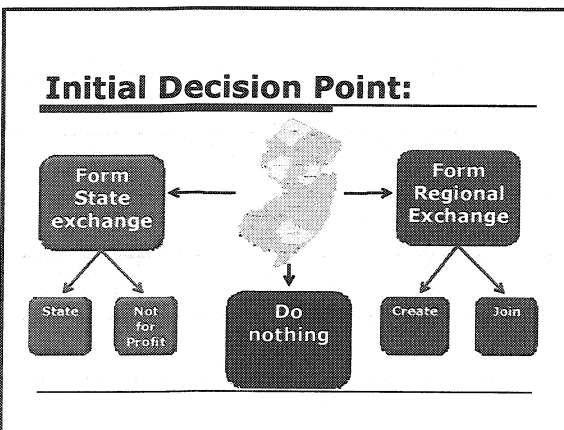 Initial Decision Point:
Form
State
exchange
Form
Regional
Exchange
State
Not
for
Profit
Do
nothing
Create
Join